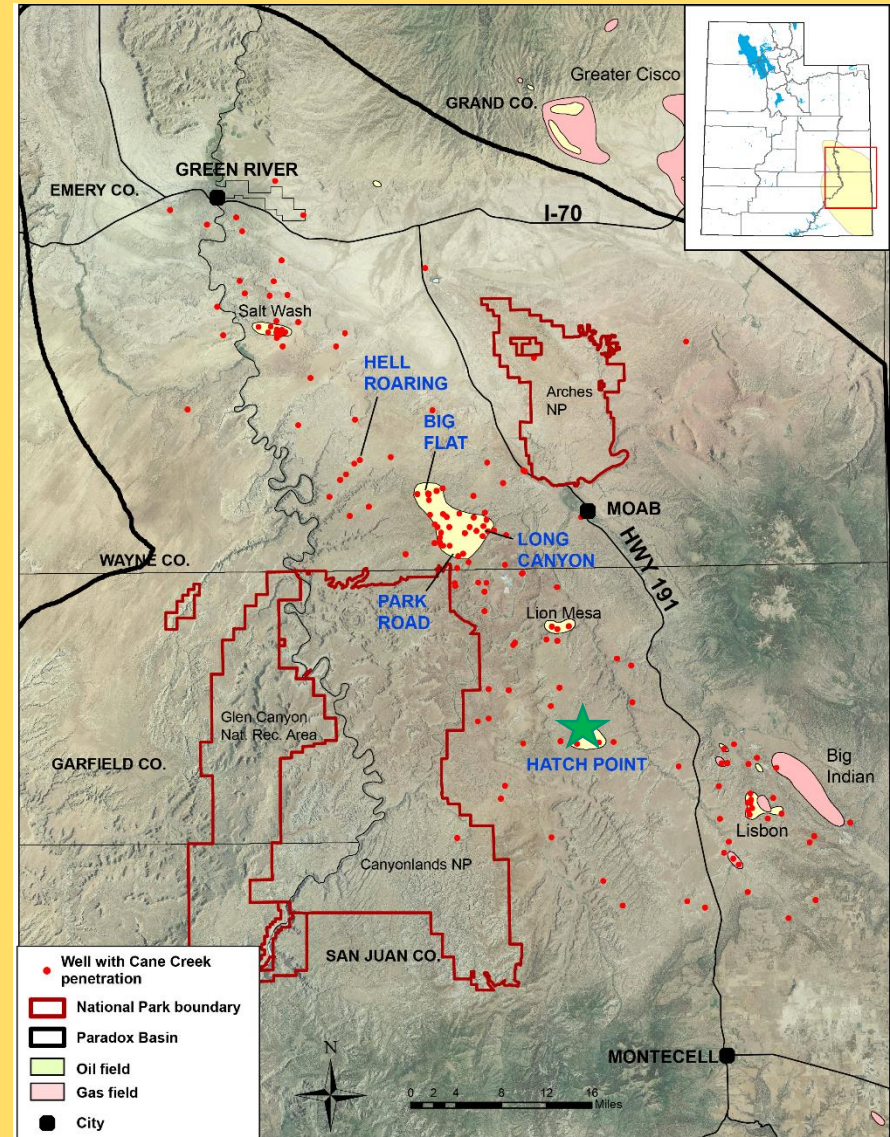 Greater Cisco
GRAND CO.
GREEN RIVER
EMERY CO.
I-70
Salt Wash
HELL
ROARING
Arches
NP
BIG
FLAT
MOAB
HWY 191
LONG
CANYON
WAYNE CO.
PARK
ROAD
Lion Mesa
Glen Canyon
Nat. Rec. Area
GARFIELD CO.
HATCH POINT
Big
Indian
Lisbon
Canyonlands NP
SAN JUAN CO.
MONTECELL
Well with Cane Creek
penetration
National Park boundary
Paradox Basin
Oil field
Gas field
City
N
0 2 4 8 12 16
Miles